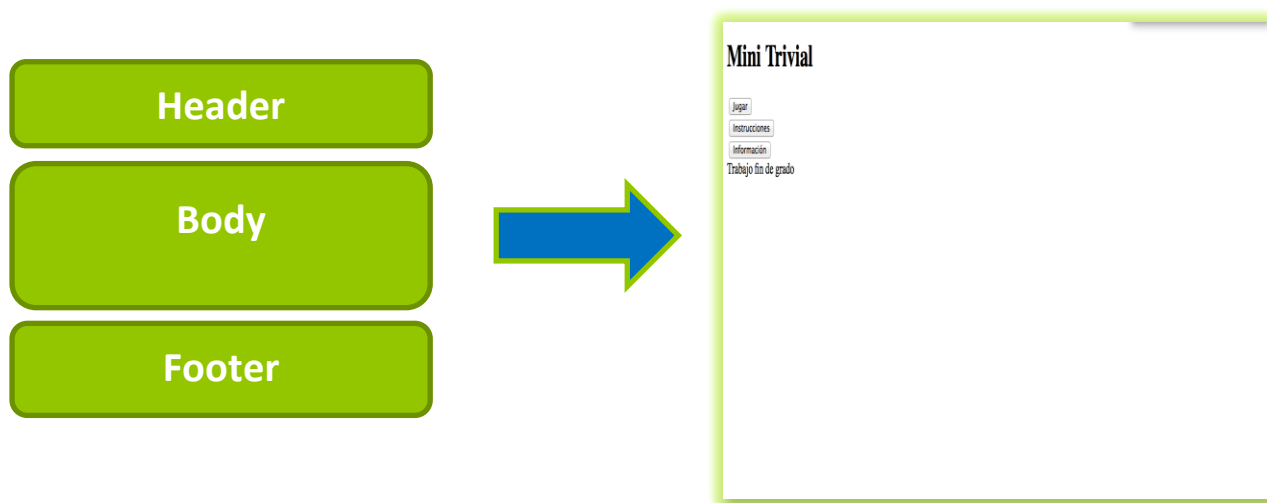 Header
Body
Footer
Mini Trivial
Jugar
Instrucciones
Información
Trabajo fin de grado